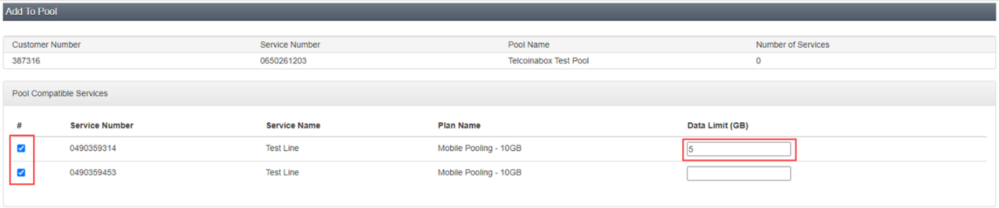 Add To Pool
Customer Number Service Number Pool Name Number of Services
387316 0650261203 Telcoinabox Test Pool 0
Pool Compatible Services
# Service Number Service Name Plan Name Data Limit (GB)
0490359314 Test Line Mobile Pooling - 10GB 5
0490359453 Test Line Mobile Pooling - 10GB